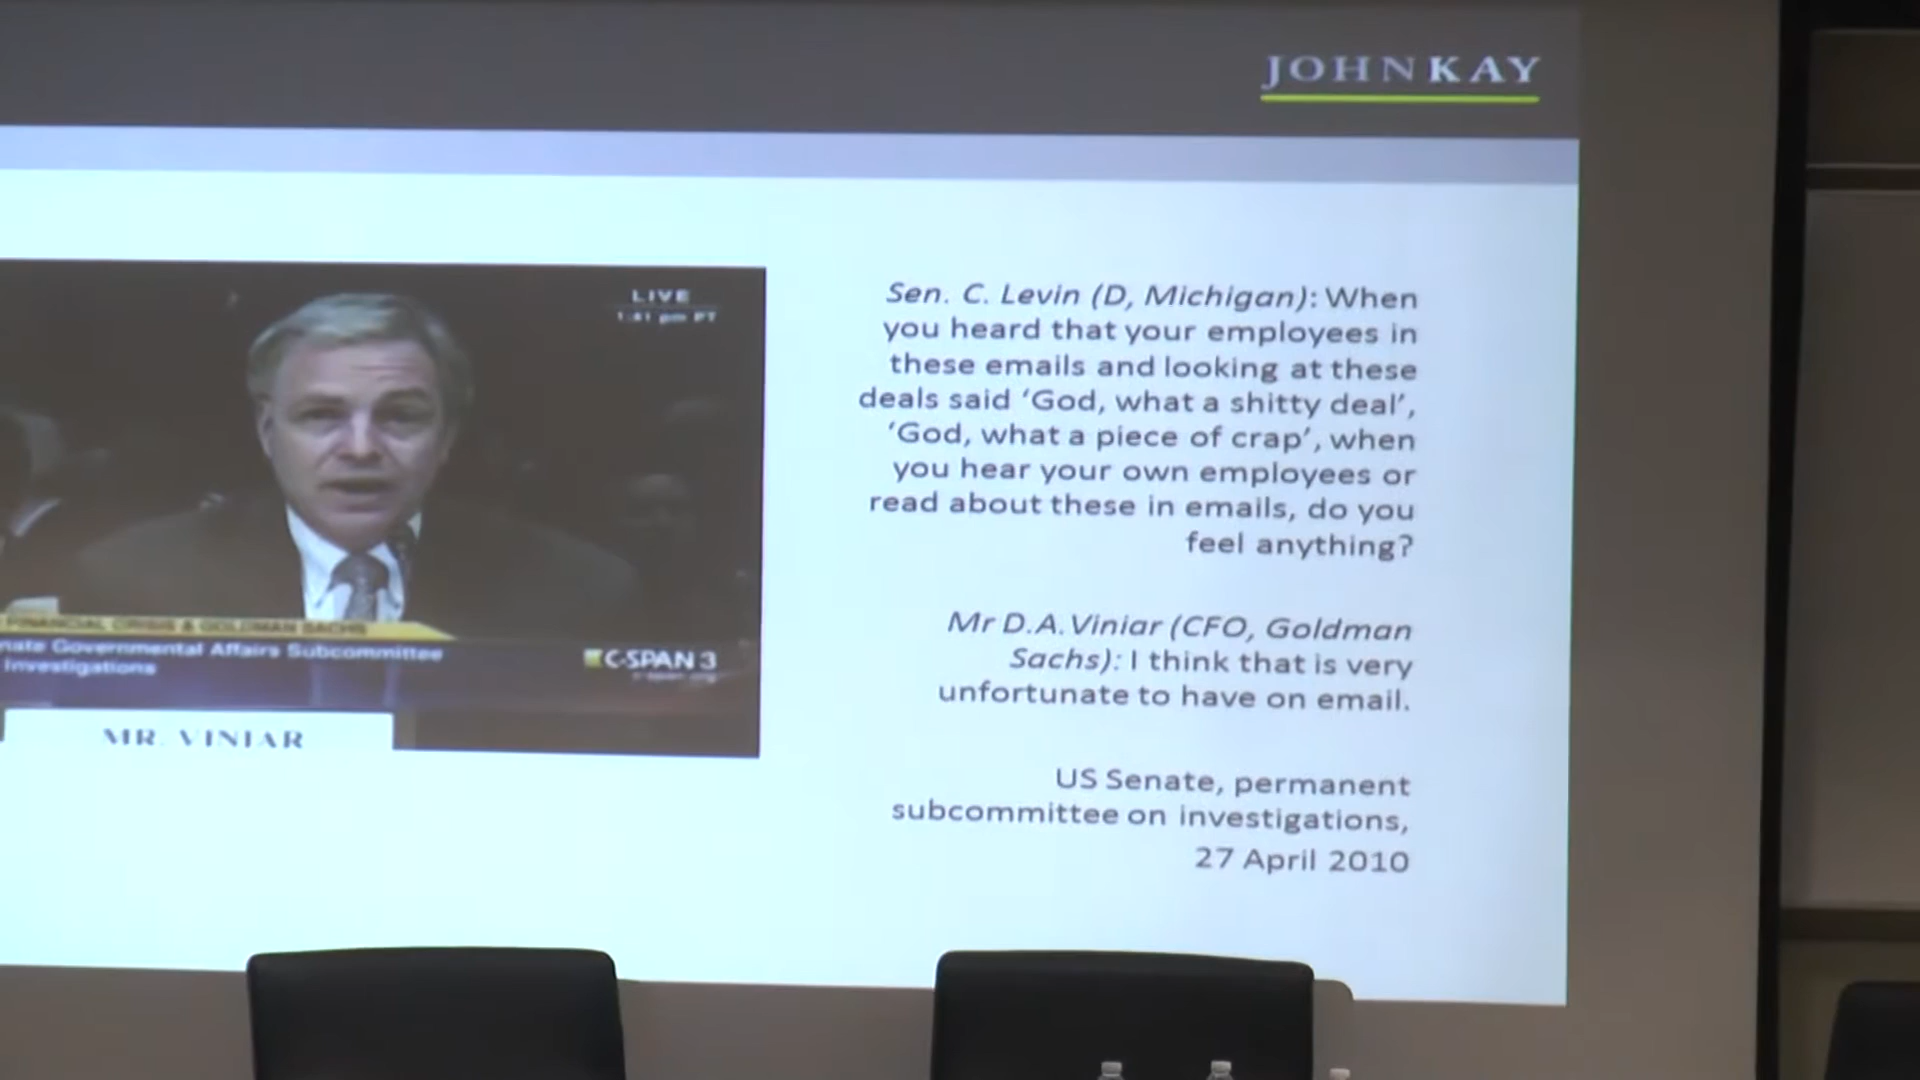 JOHNKAY
LIVE
1:41 pm PT
FINANCIAL CRISIS & GOLDMAN SACHS
Governmental Affairs Subcommittee
Investigations
C-SPAN 3
MR. VINIAR
Sen. C. Levin (D, Michigan): When
you heard that your employees in
these emails and looking at these
deals said ‘God, what a shitty deal’,
‘God, what a piece of crap’, when
you hear your own employees or
read about these in emails, do you
feel anything?
Mr D.A. Viniar (CFO, Goldman
Sachs): I think that is very
unfortunate to have on email.
US Senate, permanent
subcommittee on investigations,
27 April 2010